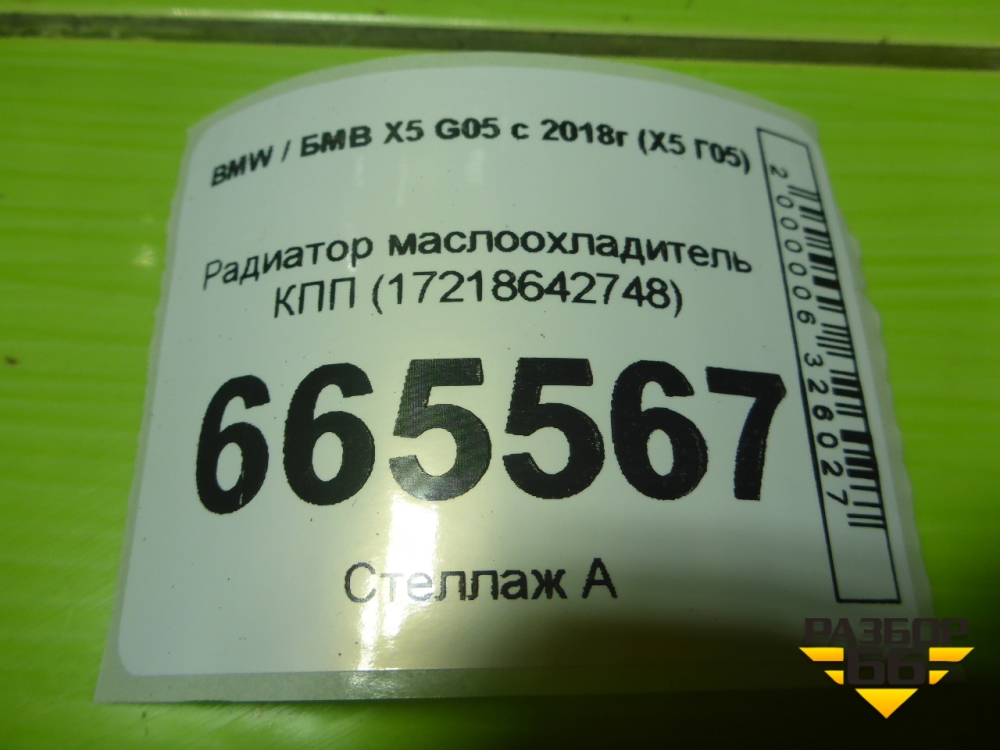 BMW / БМВ X5 G05 с 2018г (X5 Г05)
Радиатор маслоохладитель
КПП (17218642748)
665567
Стеллаж А
2000006326027
РАЗБОР
66